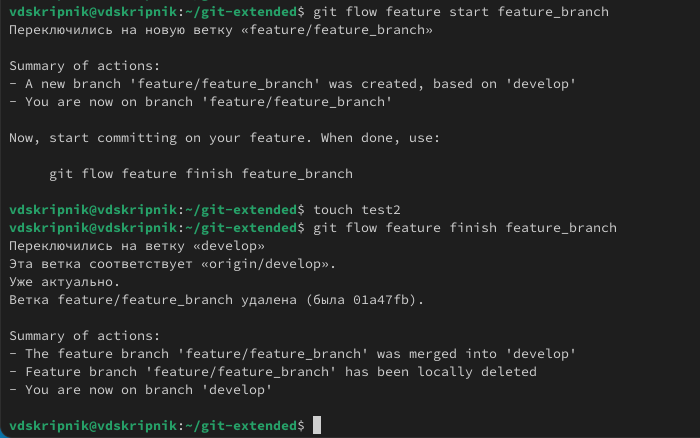 vdskripnik@vdskripnik:~/git-extended$ git flow feature start feature_branch
Переключились на новую ветку «feature/feature_branch»
Summary of actions:
- A new branch 'feature/feature_branch' was created, based on 'develop'
- You are now on branch 'feature/feature_branch'
Now, start committing on your feature. When done, use:
git flow feature finish feature_branch
vdskripnik@vdskripnik:~/git-extended$ touch test2
vdskripnik@vdskripnik:~/git-extended$ git flow feature finish feature_branch
Переключились на ветку «develop»
Эта ветка соответствует «origin/develop».
Уже актуально.
Ветка feature/feature_branch удалена (была 01a47fb).
Summary of actions:
- The feature branch 'feature/feature_branch' was merged into 'develop'
- Feature branch 'feature/feature_branch' has been locally deleted
- You are now on branch 'develop'
vdskripnik@vdskripnik:~/git-extended$